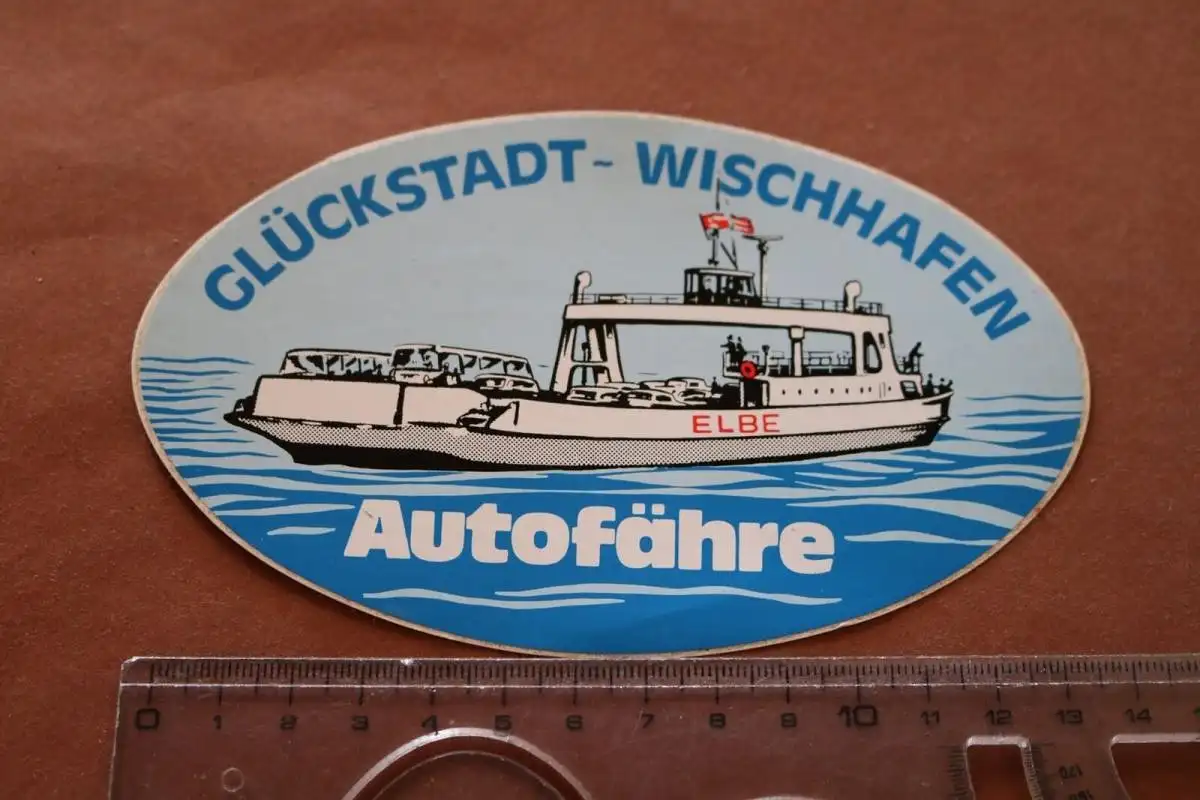 GLÜCKSTADT - WISCHHAFEN
ELBE
Autofähre
0 1 2 3 4 5 6 7 8 9 10 11 12 13 14
170